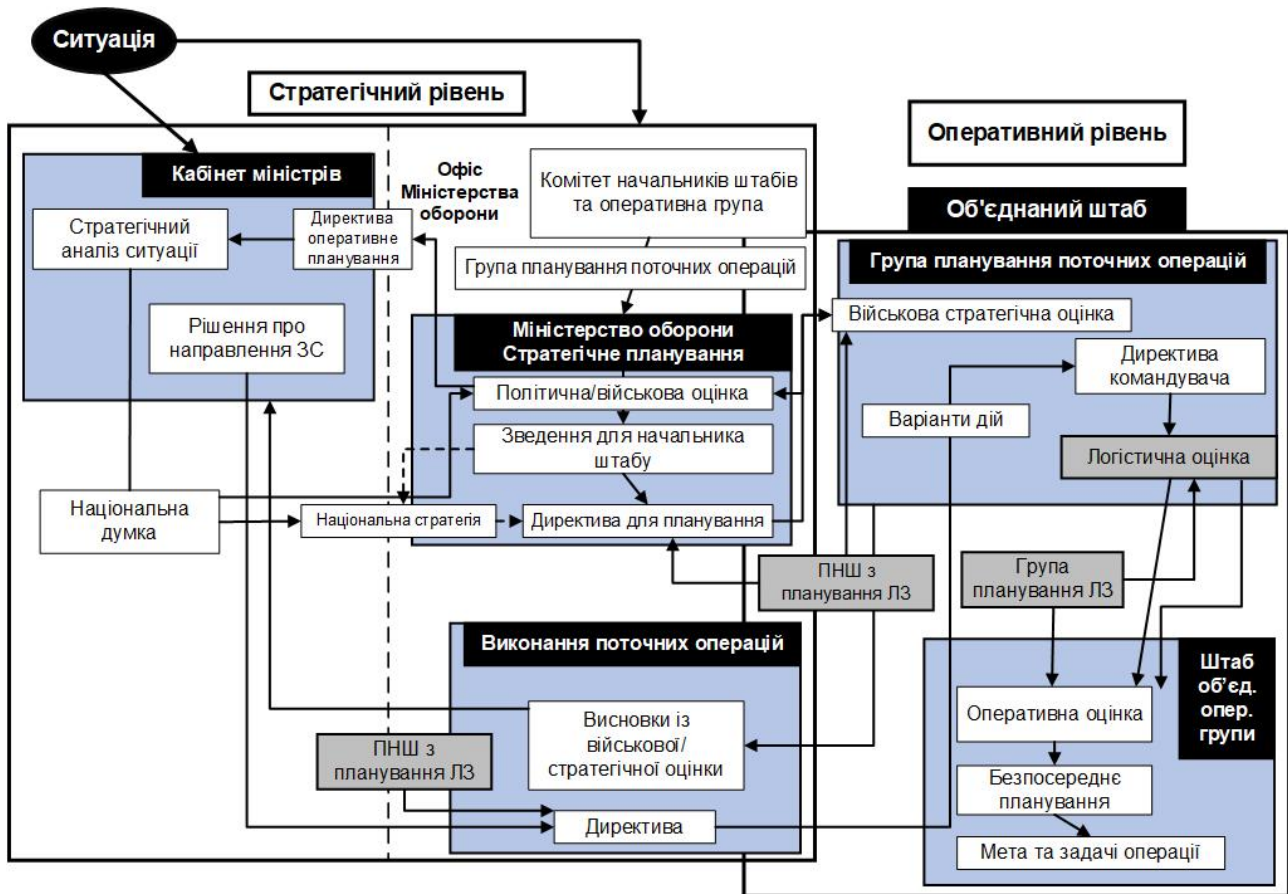 Ситуація
Стратегічний рівень
Оперативний рівень
Кабінет міністрів
Стратегічний
аналіз ситуації
Директива
оперативне
планування
Рішення про
направлення ЗС
Офіс
Міністерства
оборони
Комітет начальників штабів
та оперативна група
Група планування поточних операцій
Міністерство оборони
Стратегічне планування
Політична/військова оцінка
Зведення для начальника
штабу
Національна
думка
Національна стратегія
Директива для планування
Об'єднаний штаб
Група планування поточних операцій
Військова стратегічна оцінка
Директива
командувача
Варіанти дій
Логістична оцінка
ПНШ з
планування ЛЗ
Група
планування ЛЗ
Виконання поточних операцій
Висновки із
військової/
стратегічної оцінки
ПНШ з
планування ЛЗ
Директива
Штаб
об’єд.
опер.
групи
Оперативна оцінка
Безпосереднє
планування
Мета та задачі операції